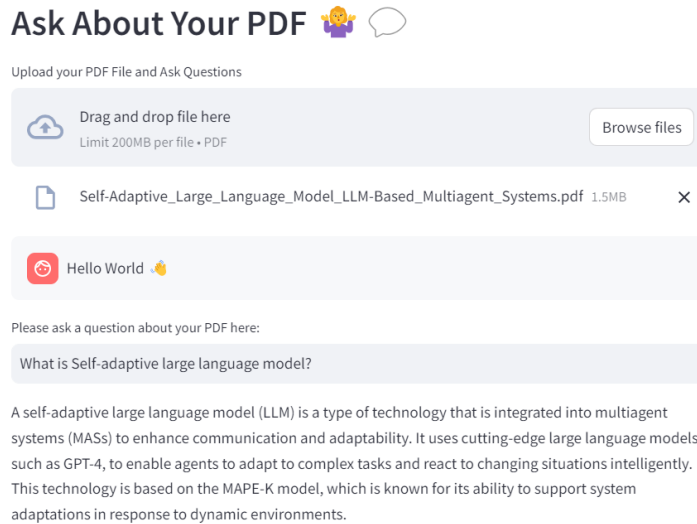 Ask About Your PDF 🤷‍♀️ 💬
Upload your PDF File and Ask Questions
Drag and drop file here
Limit 200MB per file • PDF
Browse files
Self-Adaptive_Large_Language_Model_LLM-Based_Multiagent_Systems.pdf 1.5MB
Hello World 👋
Please ask a question about your PDF here:
What is Self-adaptive large language model?
A self-adaptive large language model (LLM) is a type of technology that is integrated into multiagent
systems (MASs) to enhance communication and adaptability. It uses cutting-edge large language models
such as GPT-4, to enable agents to adapt to complex tasks and react to changing situations intelligently.
This technology is based on the MAPE-K model, which is known for its ability to support system
adaptations in response to dynamic environments.